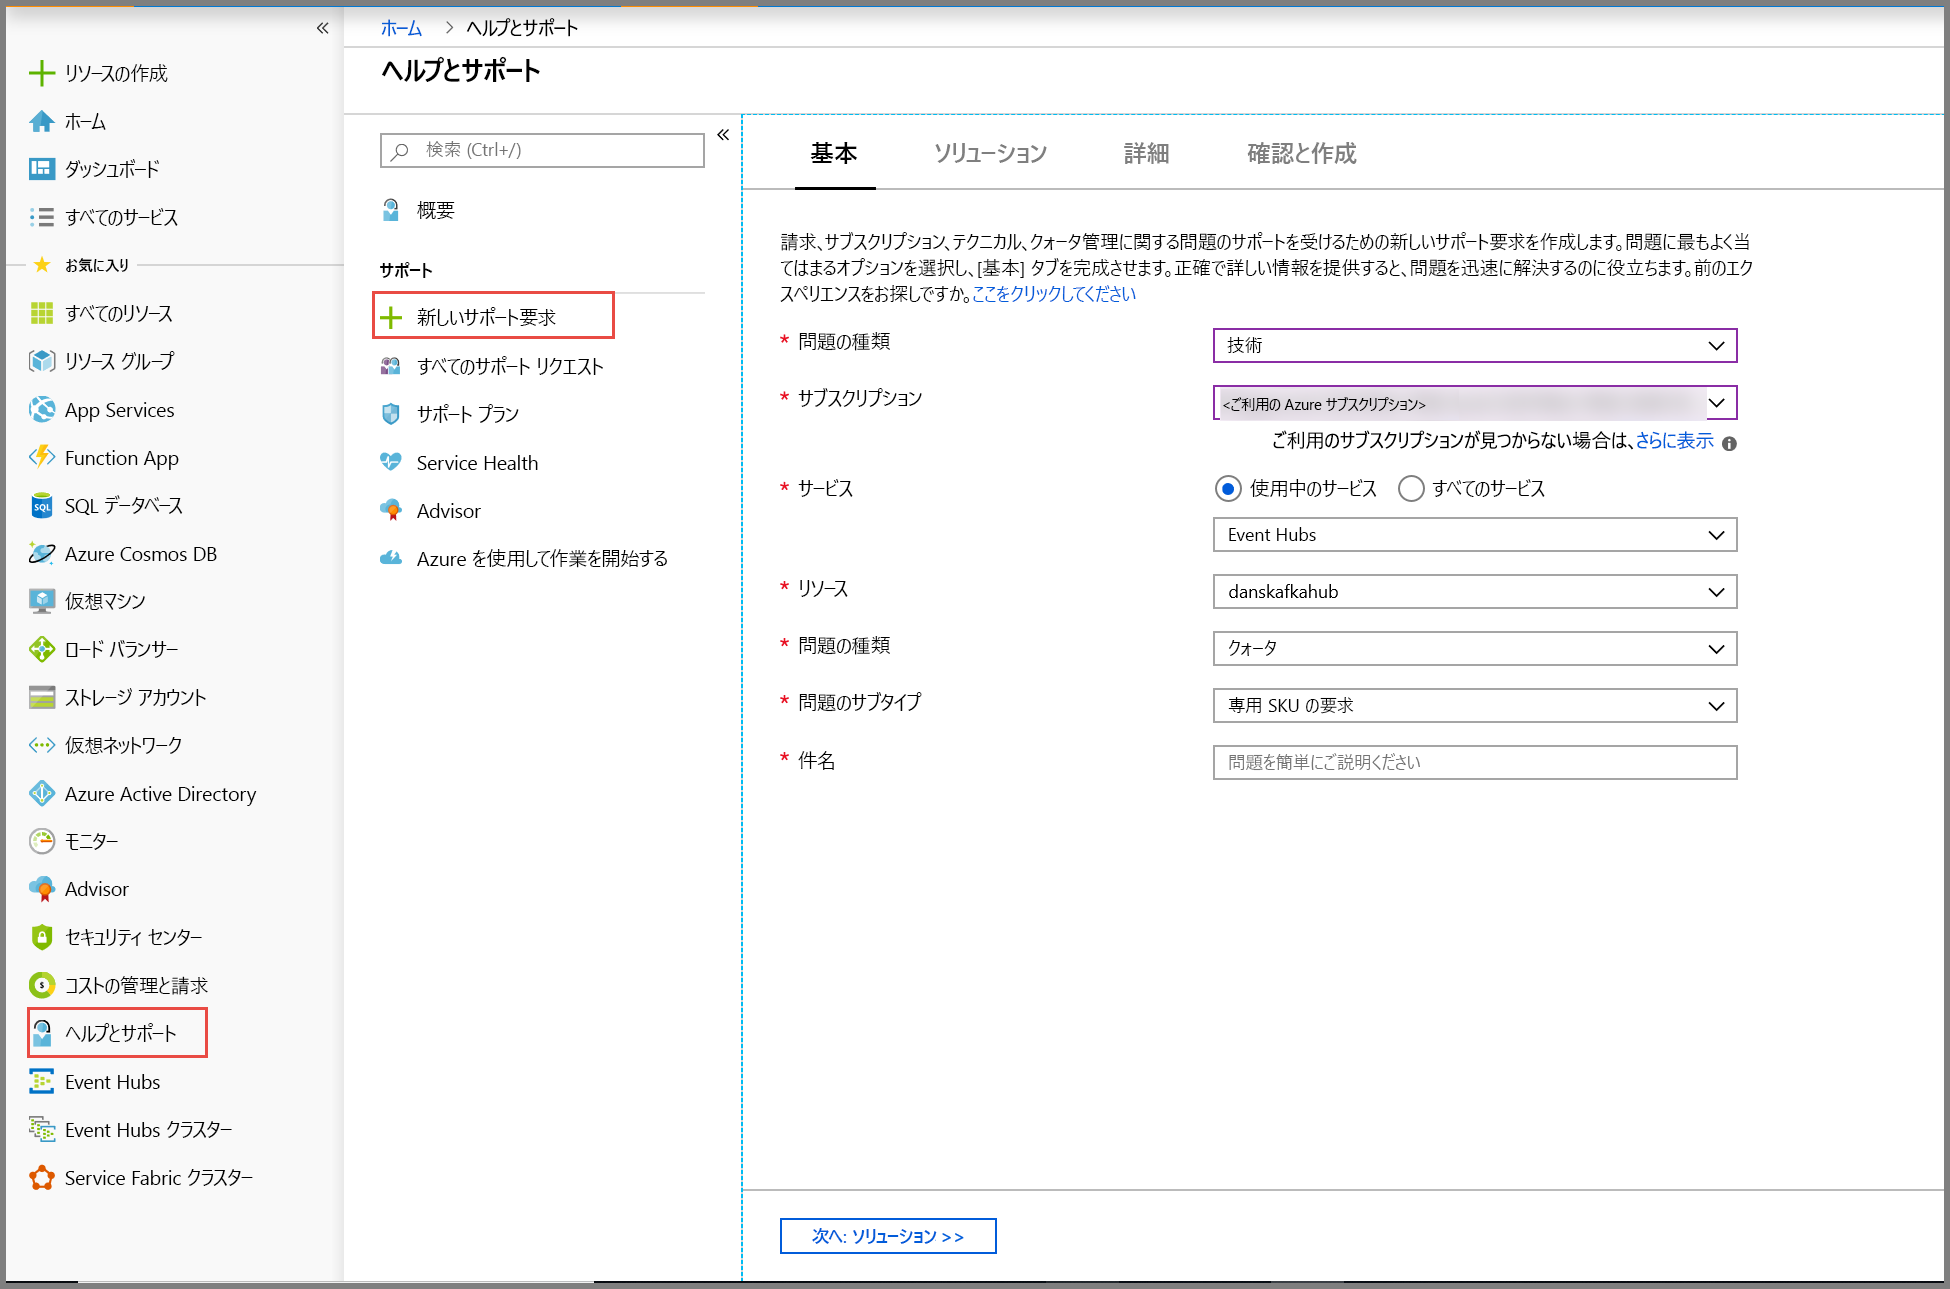 «
リソースの作成
ホーム
ダッシュボード
すべてのサービス
お気に入り
すべてのリソース
リソース グループ
App Services
Function App
SQL データベース
Azure Cosmos DB
仮想マシン
ロード バランサー
ストレージ アカウント
仮想ネットワーク
Azure Active Directory
モニター
Advisor
セキュリティ センター
コストの管理と請求
ヘルプとサポート
Event Hubs
Event Hubs クラスター
Service Fabric クラスター
ホーム > ヘルプとサポート
ヘルプとサポート
検索 (Ctrl+/)
«
概要
サポート
新しいサポート要求
すべてのサポート リクエスト
サポート プラン
Service Health
Advisor
Azure を使用して作業を開始する
基本 ソリューション 詳細 確認と作成
請求、サブスクリプション、テクニカル、クォータ管理に関する問題のサポートを受けるための新しいサポート要求を作成します。問題に最もよく当
てはまるオプションを選択し、[基本] タブを完成させます。正確で詳しい情報を提供すると、問題を迅速に解決するのに役立ちます。前のエク
スペリエンスをお探しですか。ここをクリックしてください
* 問題の種類 技術
* サブスクリプション <ご利用の Azure サブスクリプション>
ご利用のサブスクリプションが見つからない場合は、さらに表示
* サービス 使用中のサービス すべてのサービス
Event Hubs
* リソース danskafkahub
* 問題の種類 クォータ
* 問題のサブタイプ 専用 SKU の要求
* 件名 問題を簡単にご説明ください
次へ: ソリューション >>